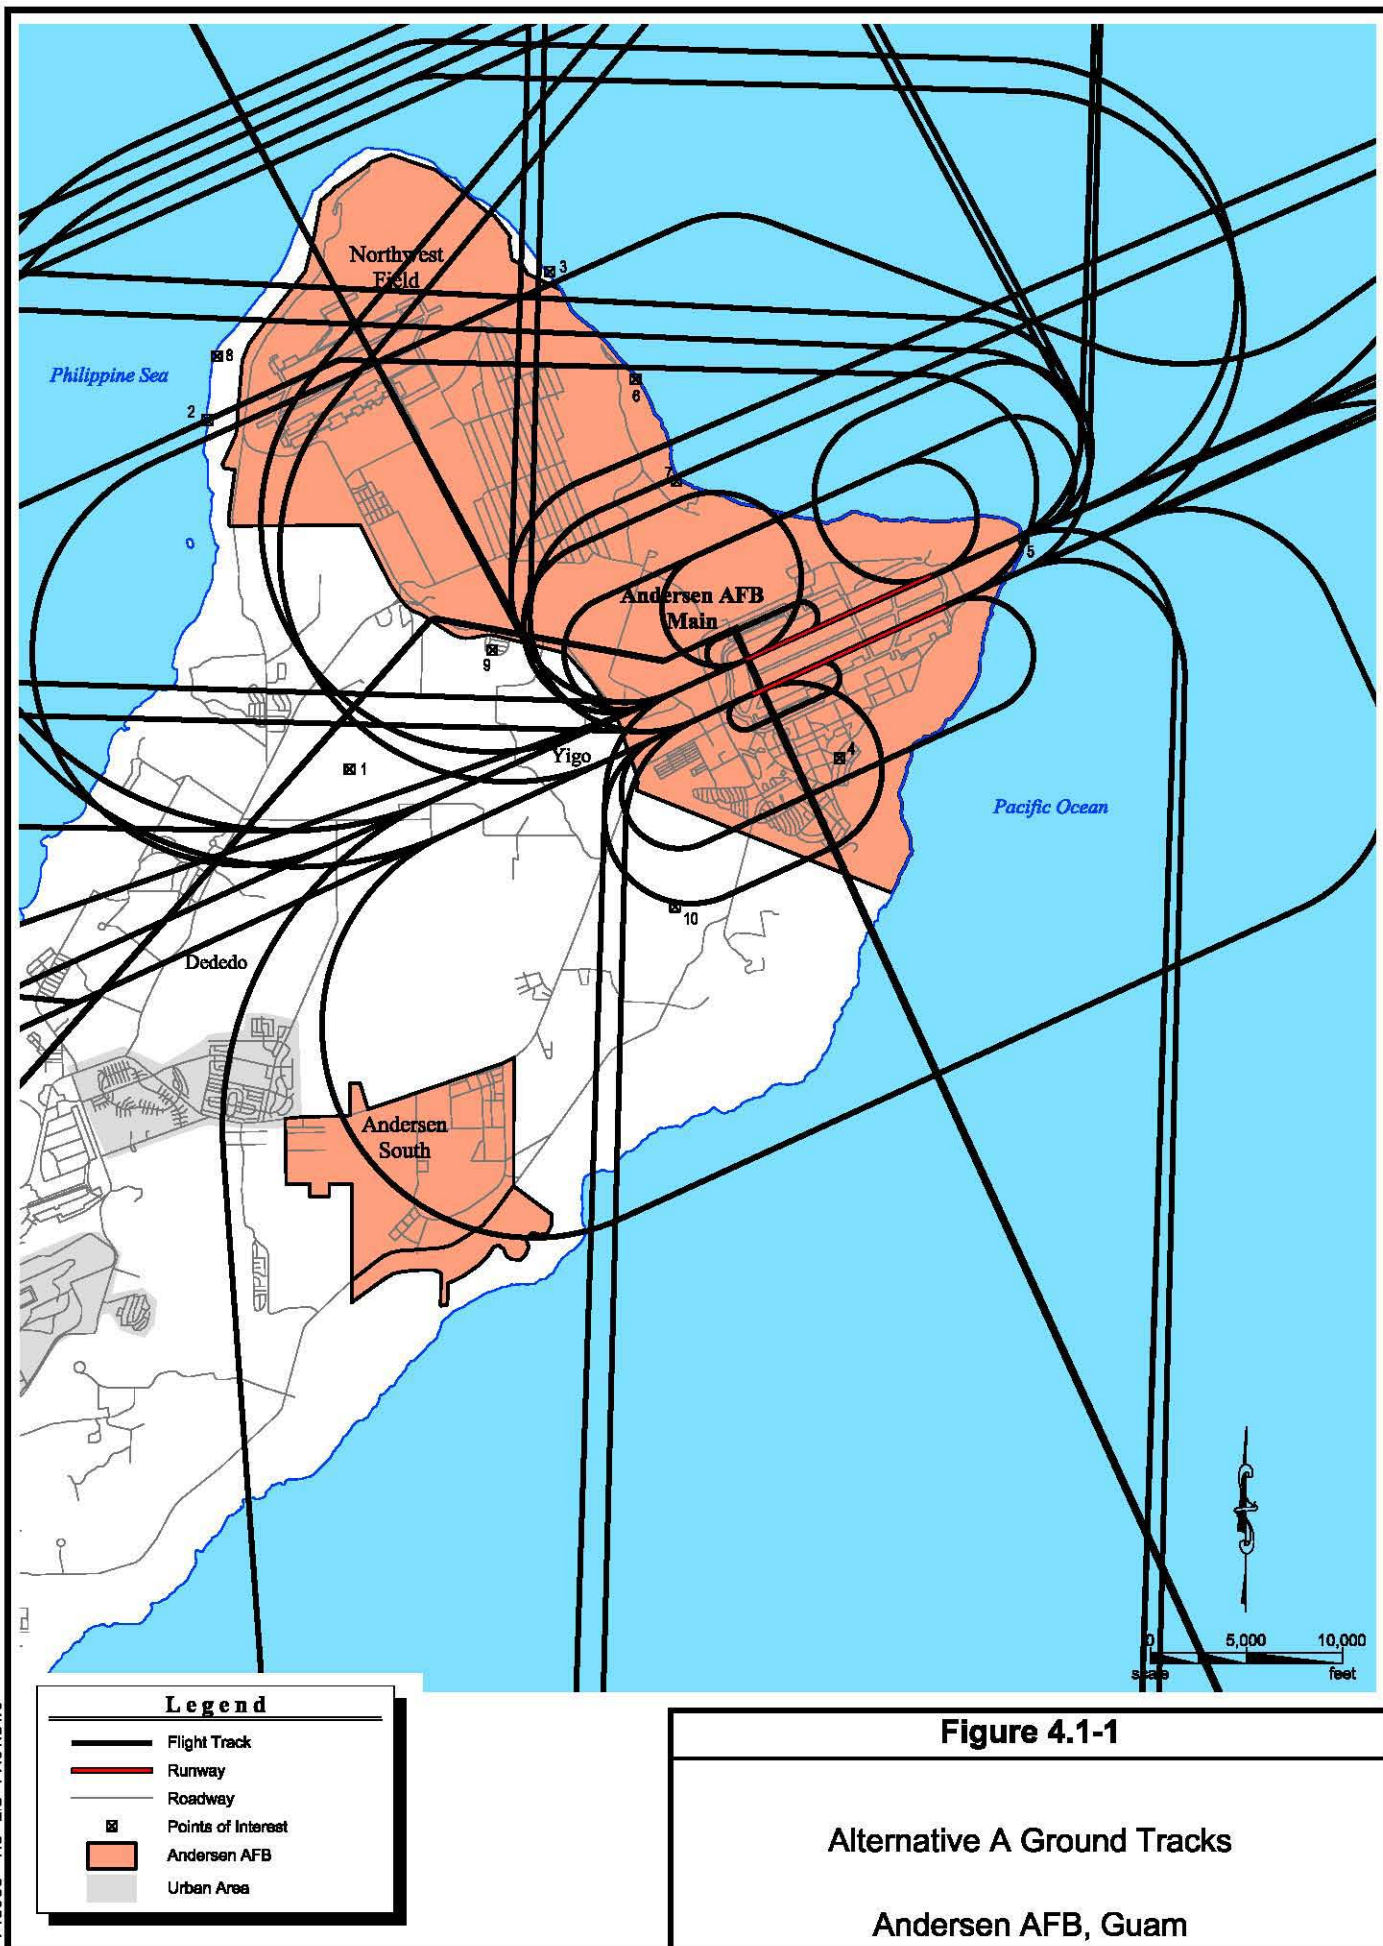 Northwest
Field
3
8
Philippine Sea
2
6
7
5
Andersen AFB
Main
9
Yigo
1
4
Pacific Ocean
10
Dededo
Andersen
South
0 5,000 10,000
scale feet
Legend
Flight Track
Runway
Roadway
Points of Interest
Andersen AFB
Urban Area
Figure 4.1-1
Alternative A Ground Tracks
Andersen AFB, Guam